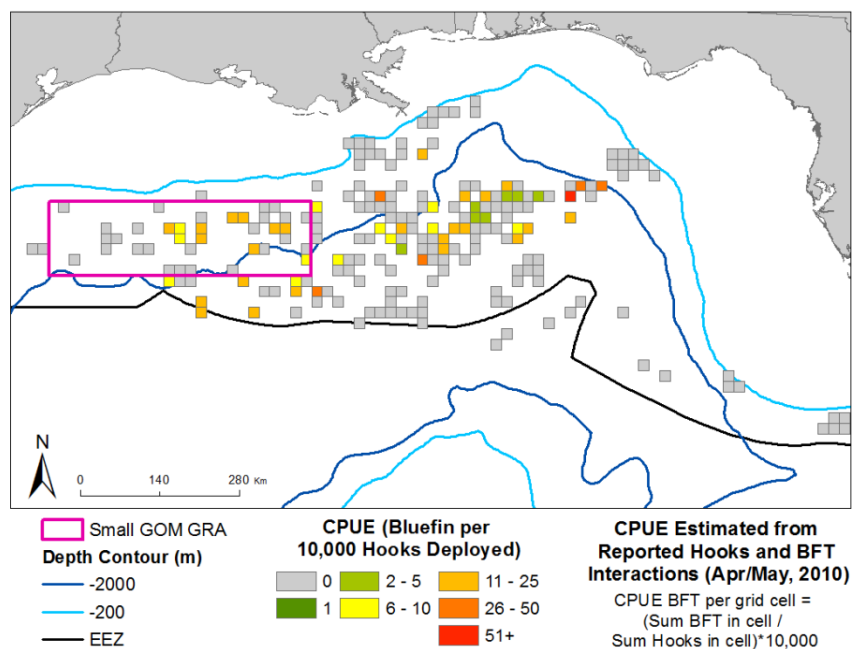 N
0 140 280 Km
Small GOM GRA
Depth Contour (m)
-2000
-200
EEZ
CPUE (Bluefin per
10,000 Hooks Deployed)
0 2 - 5 11 - 25
1 6 - 10 26 - 50
51+
CPUE Estimated from
Reported Hooks and BFT
Interactions (Apr/May, 2010)
CPUE BFT per grid cell =
(Sum BFT in cell /
Sum Hooks in cell)*10,000